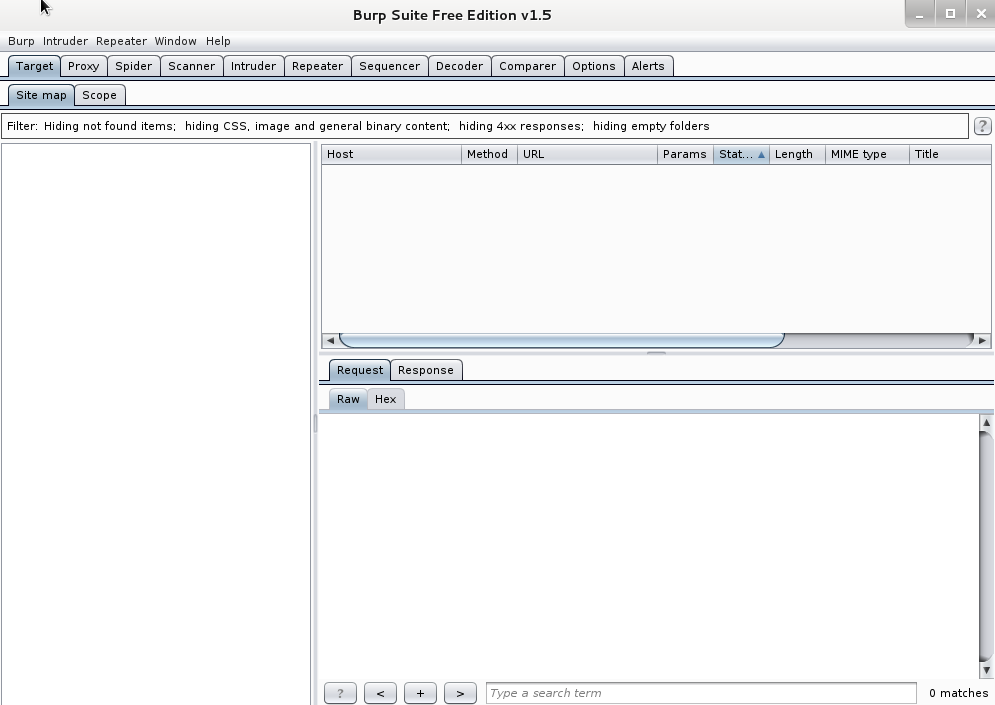 Burp Suite Free Edition v1.5
Burp Intruder Repeater Window Help
Target Proxy Spider Scanner Intruder Repeater Sequencer Decoder Comparer Options Alerts
Site map Scope
Filter: Hiding not found items; hiding CSS, image and general binary content; hiding 4xx responses; hiding empty folders ?
Host Method URL Params Stat... Length MIME type Title
Request Response
Raw Hex
? < + > Type a search term 0 matches